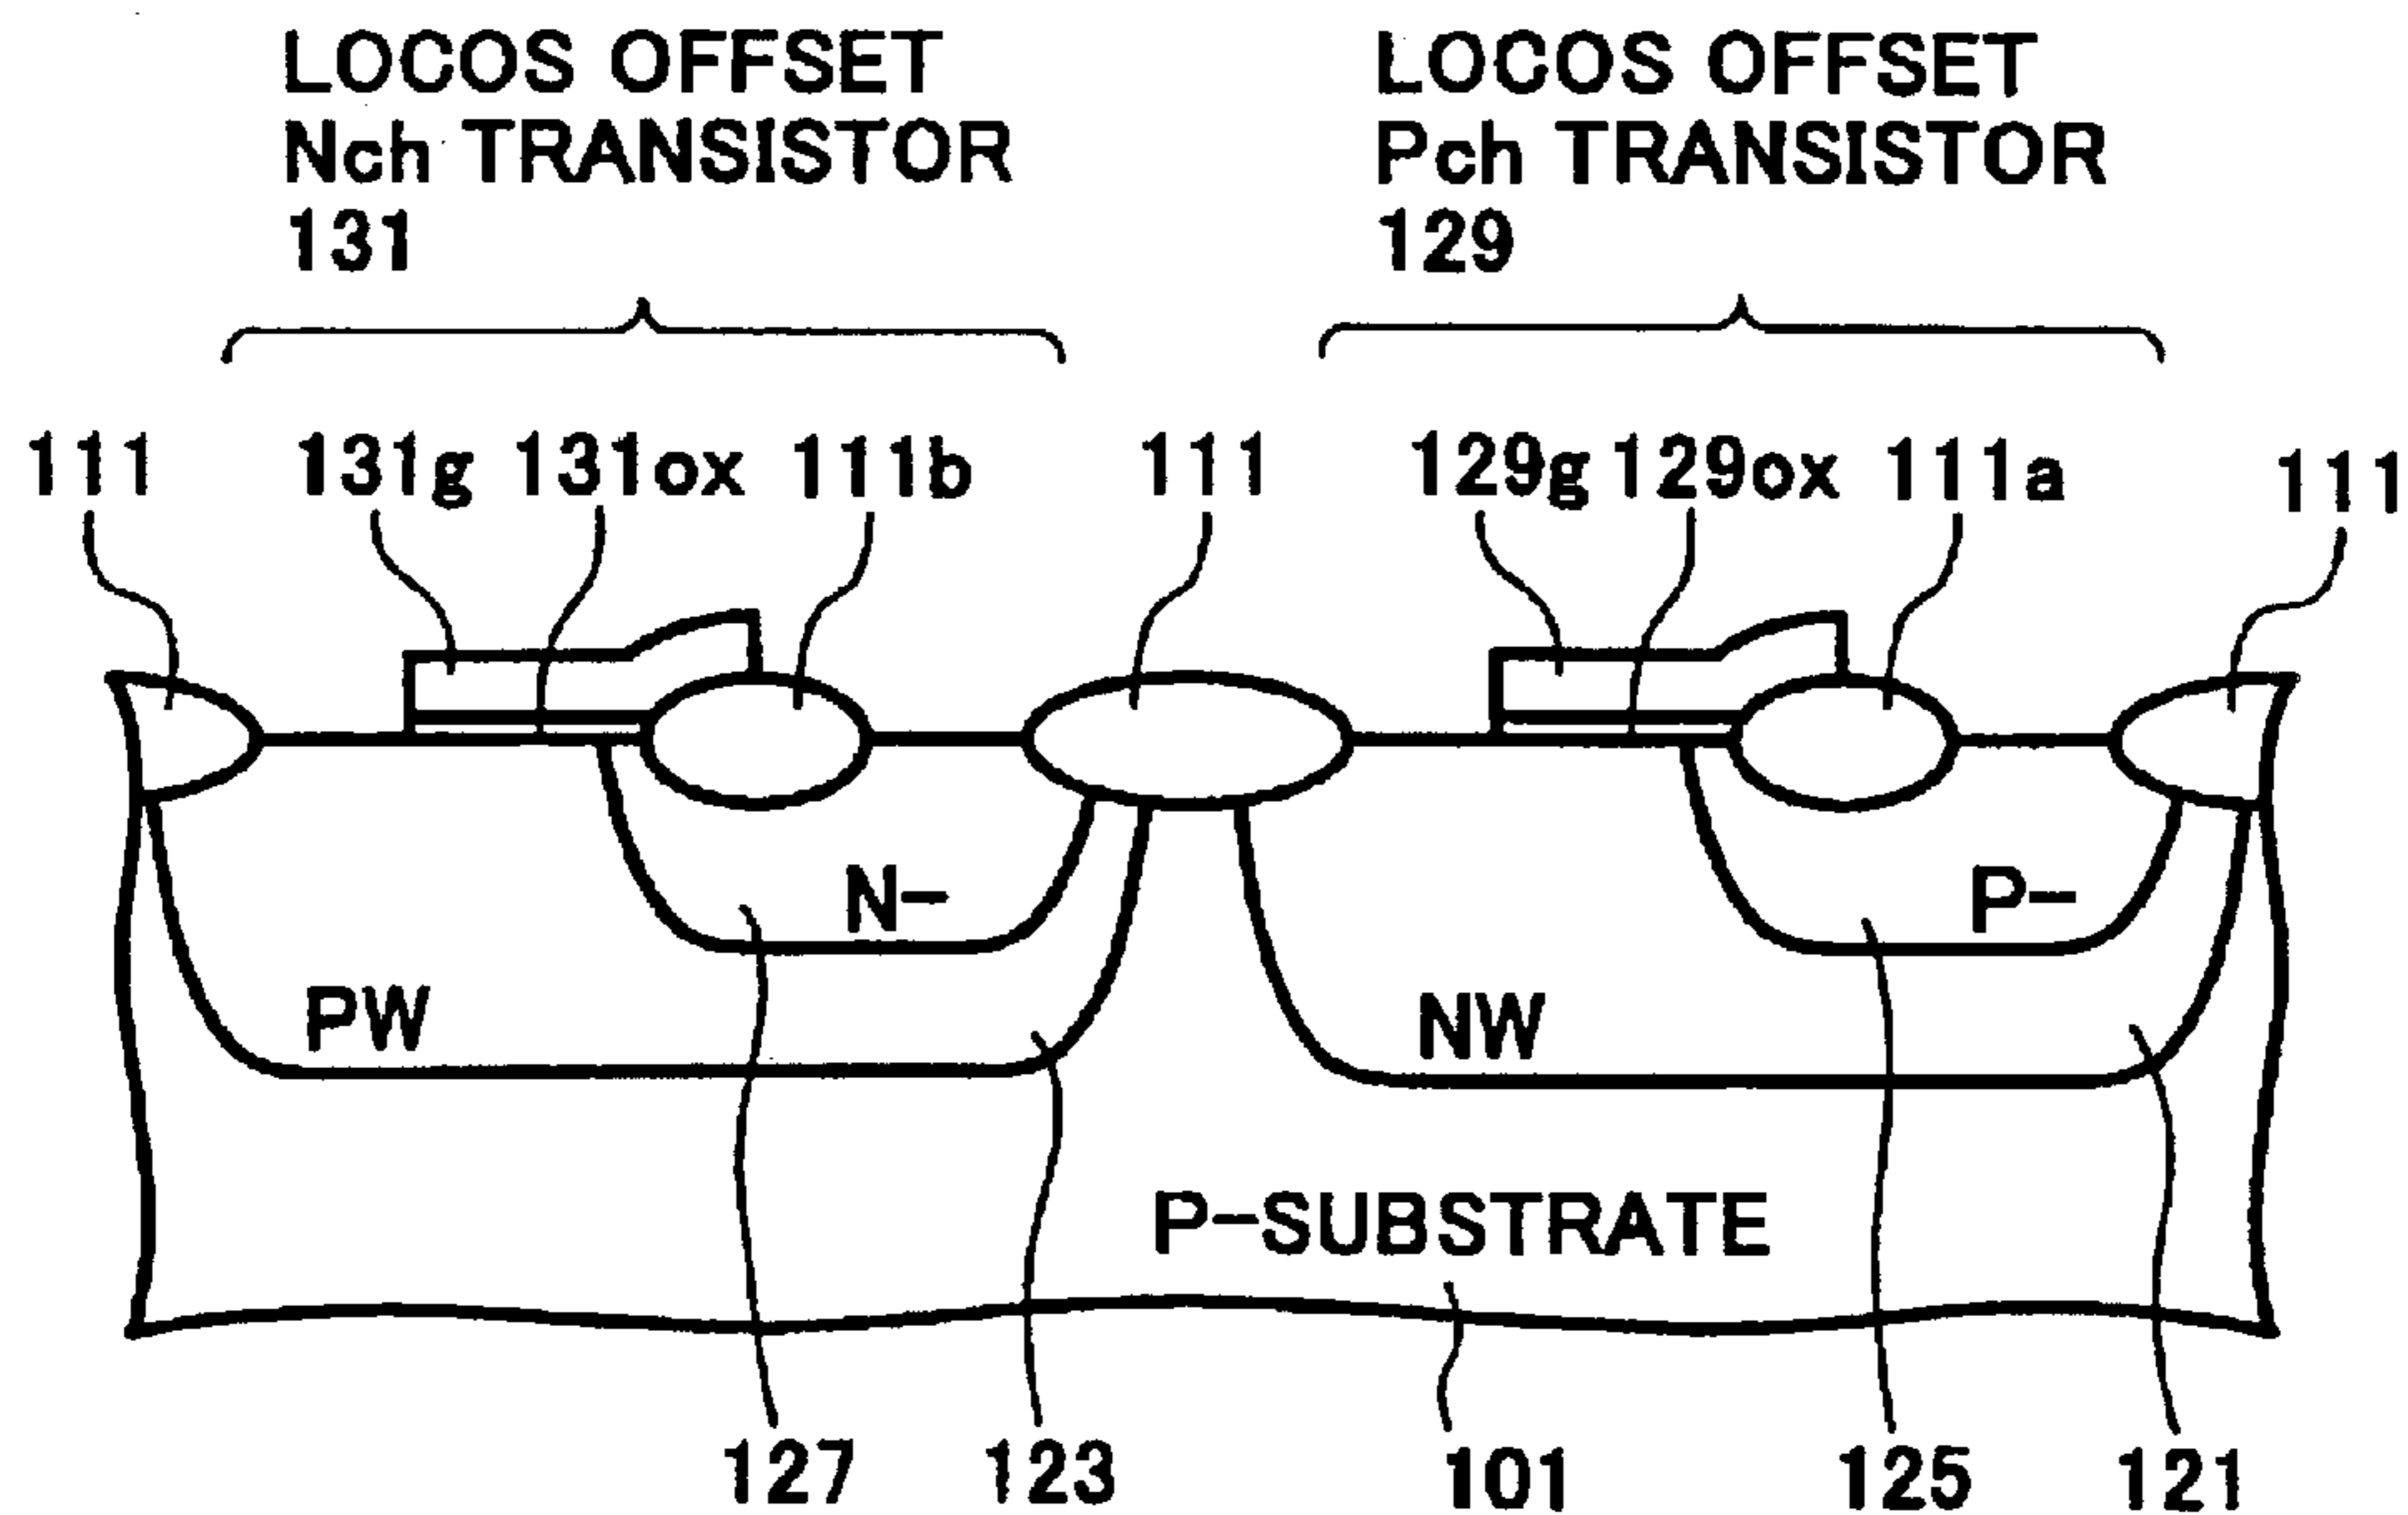 LOCOS OFFSET
Nch TRANSISTOR
131
LOCOS OFFSET
Pch TRANSISTOR
129
111 131g 131ox 111b 111 129g 129ox 111a 111
N- P-
PW NW
P-SUBSTRATE
127 123 101 125 121